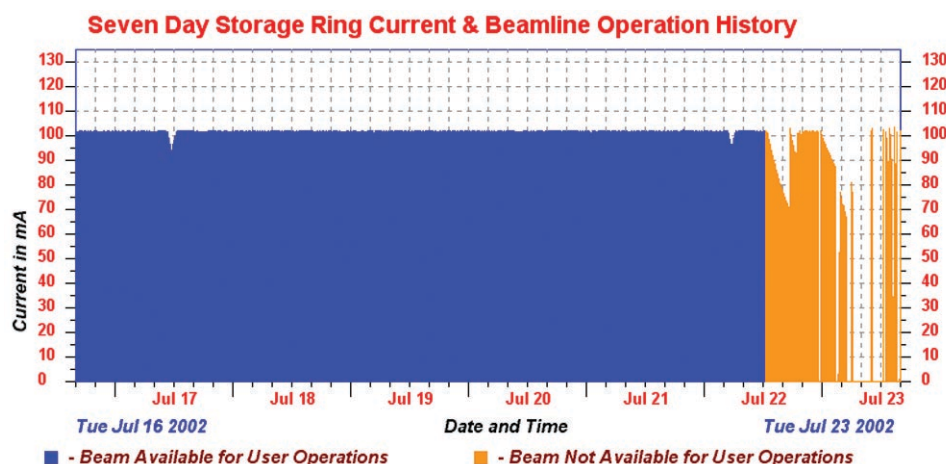 Seven Day Storage Ring Current & Beamline Operation History
130 130
120 120
110 110
100 100
90 90
80 80
70 70
60 60
50 50
40 40
30 30
20 20
10 10
0 0
Current in mA
Jul 17 Jul 18 Jul 19 Jul 20 Jul 21 Jul 22 Jul 23
Tue Jul 16 2002 Date and Time Tue Jul 23 2002
- Beam Available for User Operations - Beam Not Available for User Operations